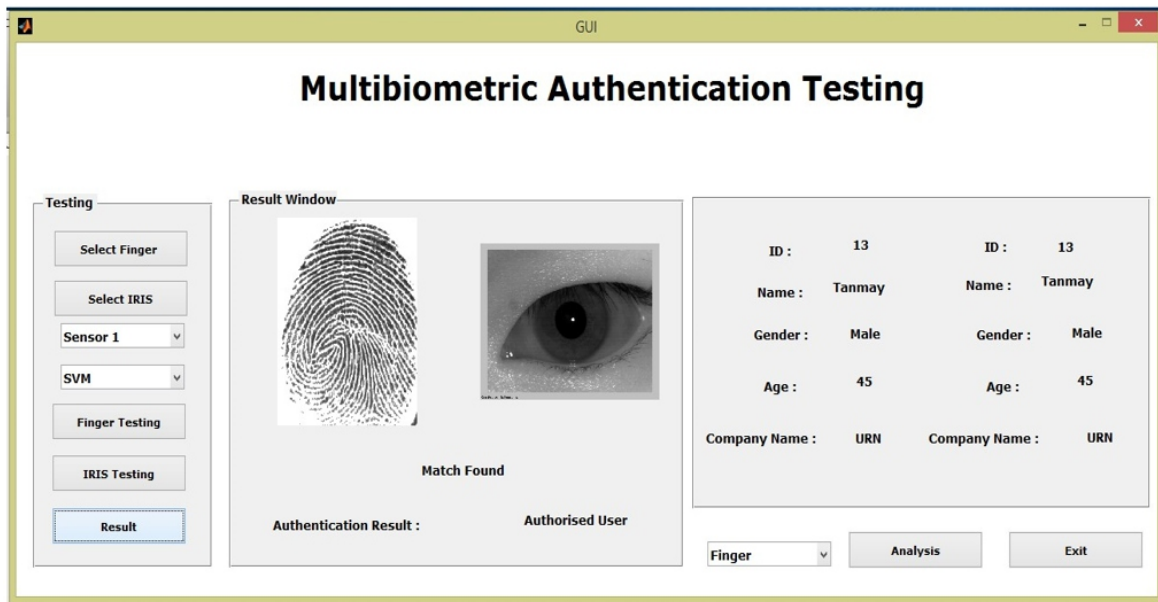 GUI
Multibiometric Authentication Testing
Testing
Select Finger
Select IRIS
Sensor 1
SVM
Finger Testing
IRIS Testing
Result
Result Window
Match Found
Authentication Result :
Authorised User
ID : 13 ID : 13
Name : Tanmay Name : Tanmay
Gender : Male Gender : Male
Age : 45 Age : 45
Company Name : URN Company Name : URN
Finger
Analysis
Exit